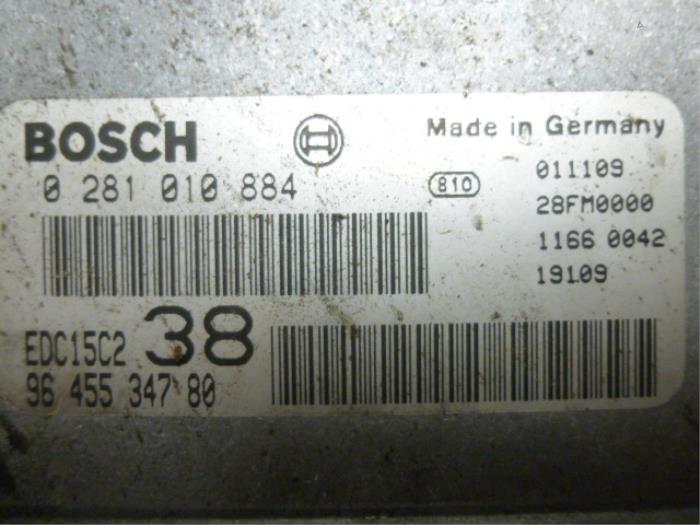 BOSCH
Made in Germany
0 281 010 884
810
011109
28FM0000
1166 0042
19109
EDC15C2 38
96 455 347 80